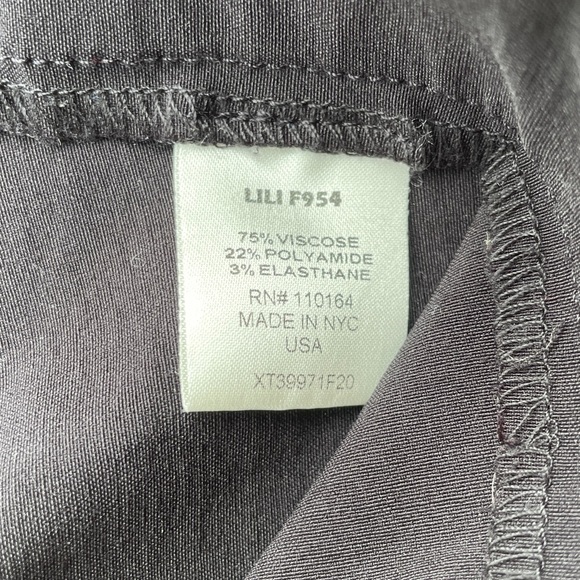 LILI F954
75% VISCOSE
22% POLYAMIDE
3% ELASTHANE
RN# 110164
MADE IN NYC
USA
XT39971F20